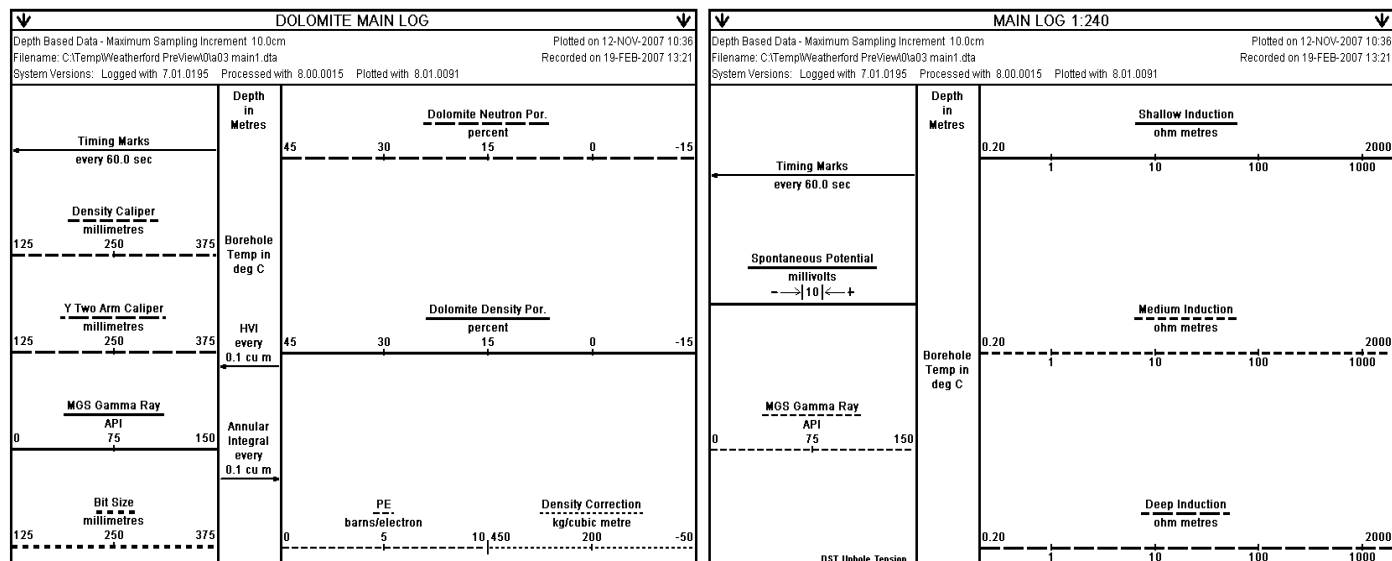 DOLOMITE MAIN LOG
Depth Based Data - Maximum Sampling Increment 10.0cm
Plotted on 12-NOV-2007 10:36
Filename: C:\Temp\Weatherford PreView\0\a03 main1.dta
Recorded on 19-FEB-2007 13:21
System Versions: Logged with 7.01.0195 Processed with 8.00.0015 Plotted with 8.01.0091
Timing Marks
every 60.0 sec
Density Caliper
millimetres
125 250 375
Y Two Arm Caliper
millimetres
125 250 375
MGS Gamma Ray
API
0 75 150
Bit Size
millimetres
125 250 375
Depth
in
Metres
Borehole
Temp in
deg C
HVI
every
0.1 cu m
Annular
Integral
every
0.1 cu m
Dolomite Neutron Por.
percent
45 30 15 0 -15
Dolomite Density Por.
percent
45 30 15 0 -15
PE
barns/electron
0 5 10
Density Correction
kg/cubic metre
450 200 -50
MAIN LOG 1:240
Depth Based Data - Maximum Sampling Increment 10.0cm
Plotted on 12-NOV-2007 10:36
Filename: C:\Temp\Weatherford PreView\0\a03 main1.dta
Recorded on 19-FEB-2007 13:21
System Versions: Logged with 7.01.0195 Processed with 8.00.0015 Plotted with 8.01.0091
Timing Marks
every 60.0 sec
Spontaneous Potential
millivolts
- 10 +
MGS Gamma Ray
API
0 75 150
DST Uphole Tension
Depth
in
Metres
Borehole
Temp in
deg C
Shallow Induction
ohm metres
0.20 2000
1 10 100 1000
Medium Induction
ohm metres
0.20 2000
1 10 100 1000
Deep Induction
ohm metres
0.20 2000
1 10 100 1000